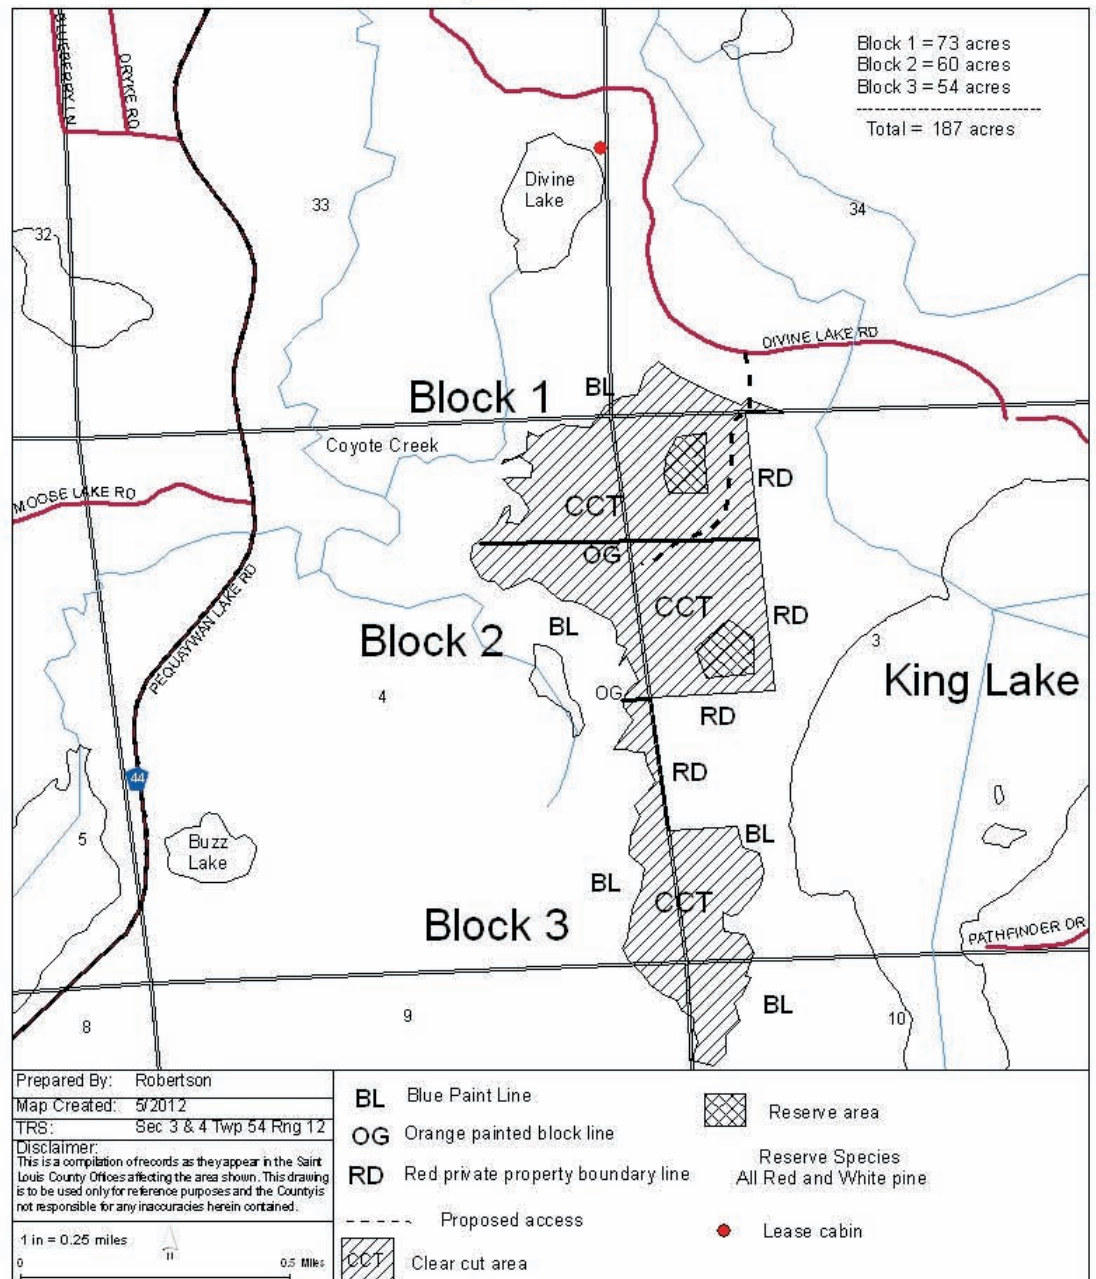 Block 1 = 73 acres
Block 2 = 60 acres
Block 3 = 54 acres
Total = 187 acres
BLUEBERRY LN
DRYKE RD
Divine
Lake
33
34
32
DIVINE LAKE RD
BL
Block 1
Coyote Creek
RD
MOOSE LAKE RD
CCT
OG
PEQUAYWAN LAKE RD
CCT
RD
BL
Block 2
3
King Lake
4
OG
RD
RD
44
5
Buzz
Lake
BL
BL
CCT
Block 3
PATHFINDER DR
BL
8
9
10
Prepared By: Robertson
Map Created: 5/2012
TRS: Sec 3 & 4 Twp 54 Rng 12
Disclaimer:
This is a compilation of records as they appear in the Saint
Louis County Offices affecting the area shown. This drawing
is to be used only for reference purposes and the County is
not responsible for any inaccuracies herein contained.
1 in = 0.25 miles
0 0.5 Miles
BL Blue Paint Line
OG Orange painted block line
RD Red private property boundary line
Proposed access
CCT Clear cut area
Reserve area
Reserve Species
All Red and White pine
Lease cabin